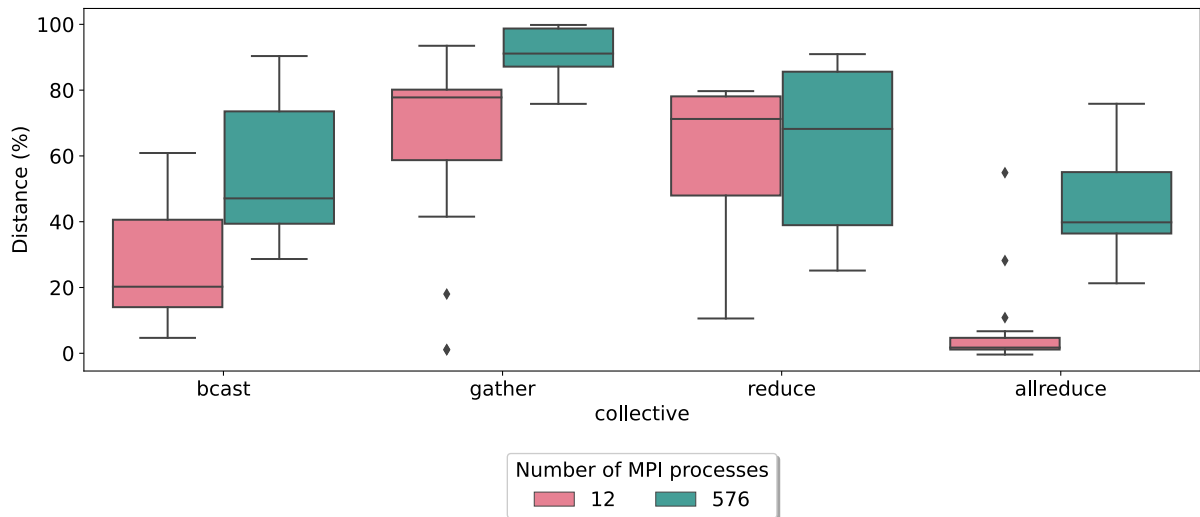 100
80
60
40
20
0
Distance (%)
bcast gather reduce allreduce
collective
Number of MPI processes
12 576